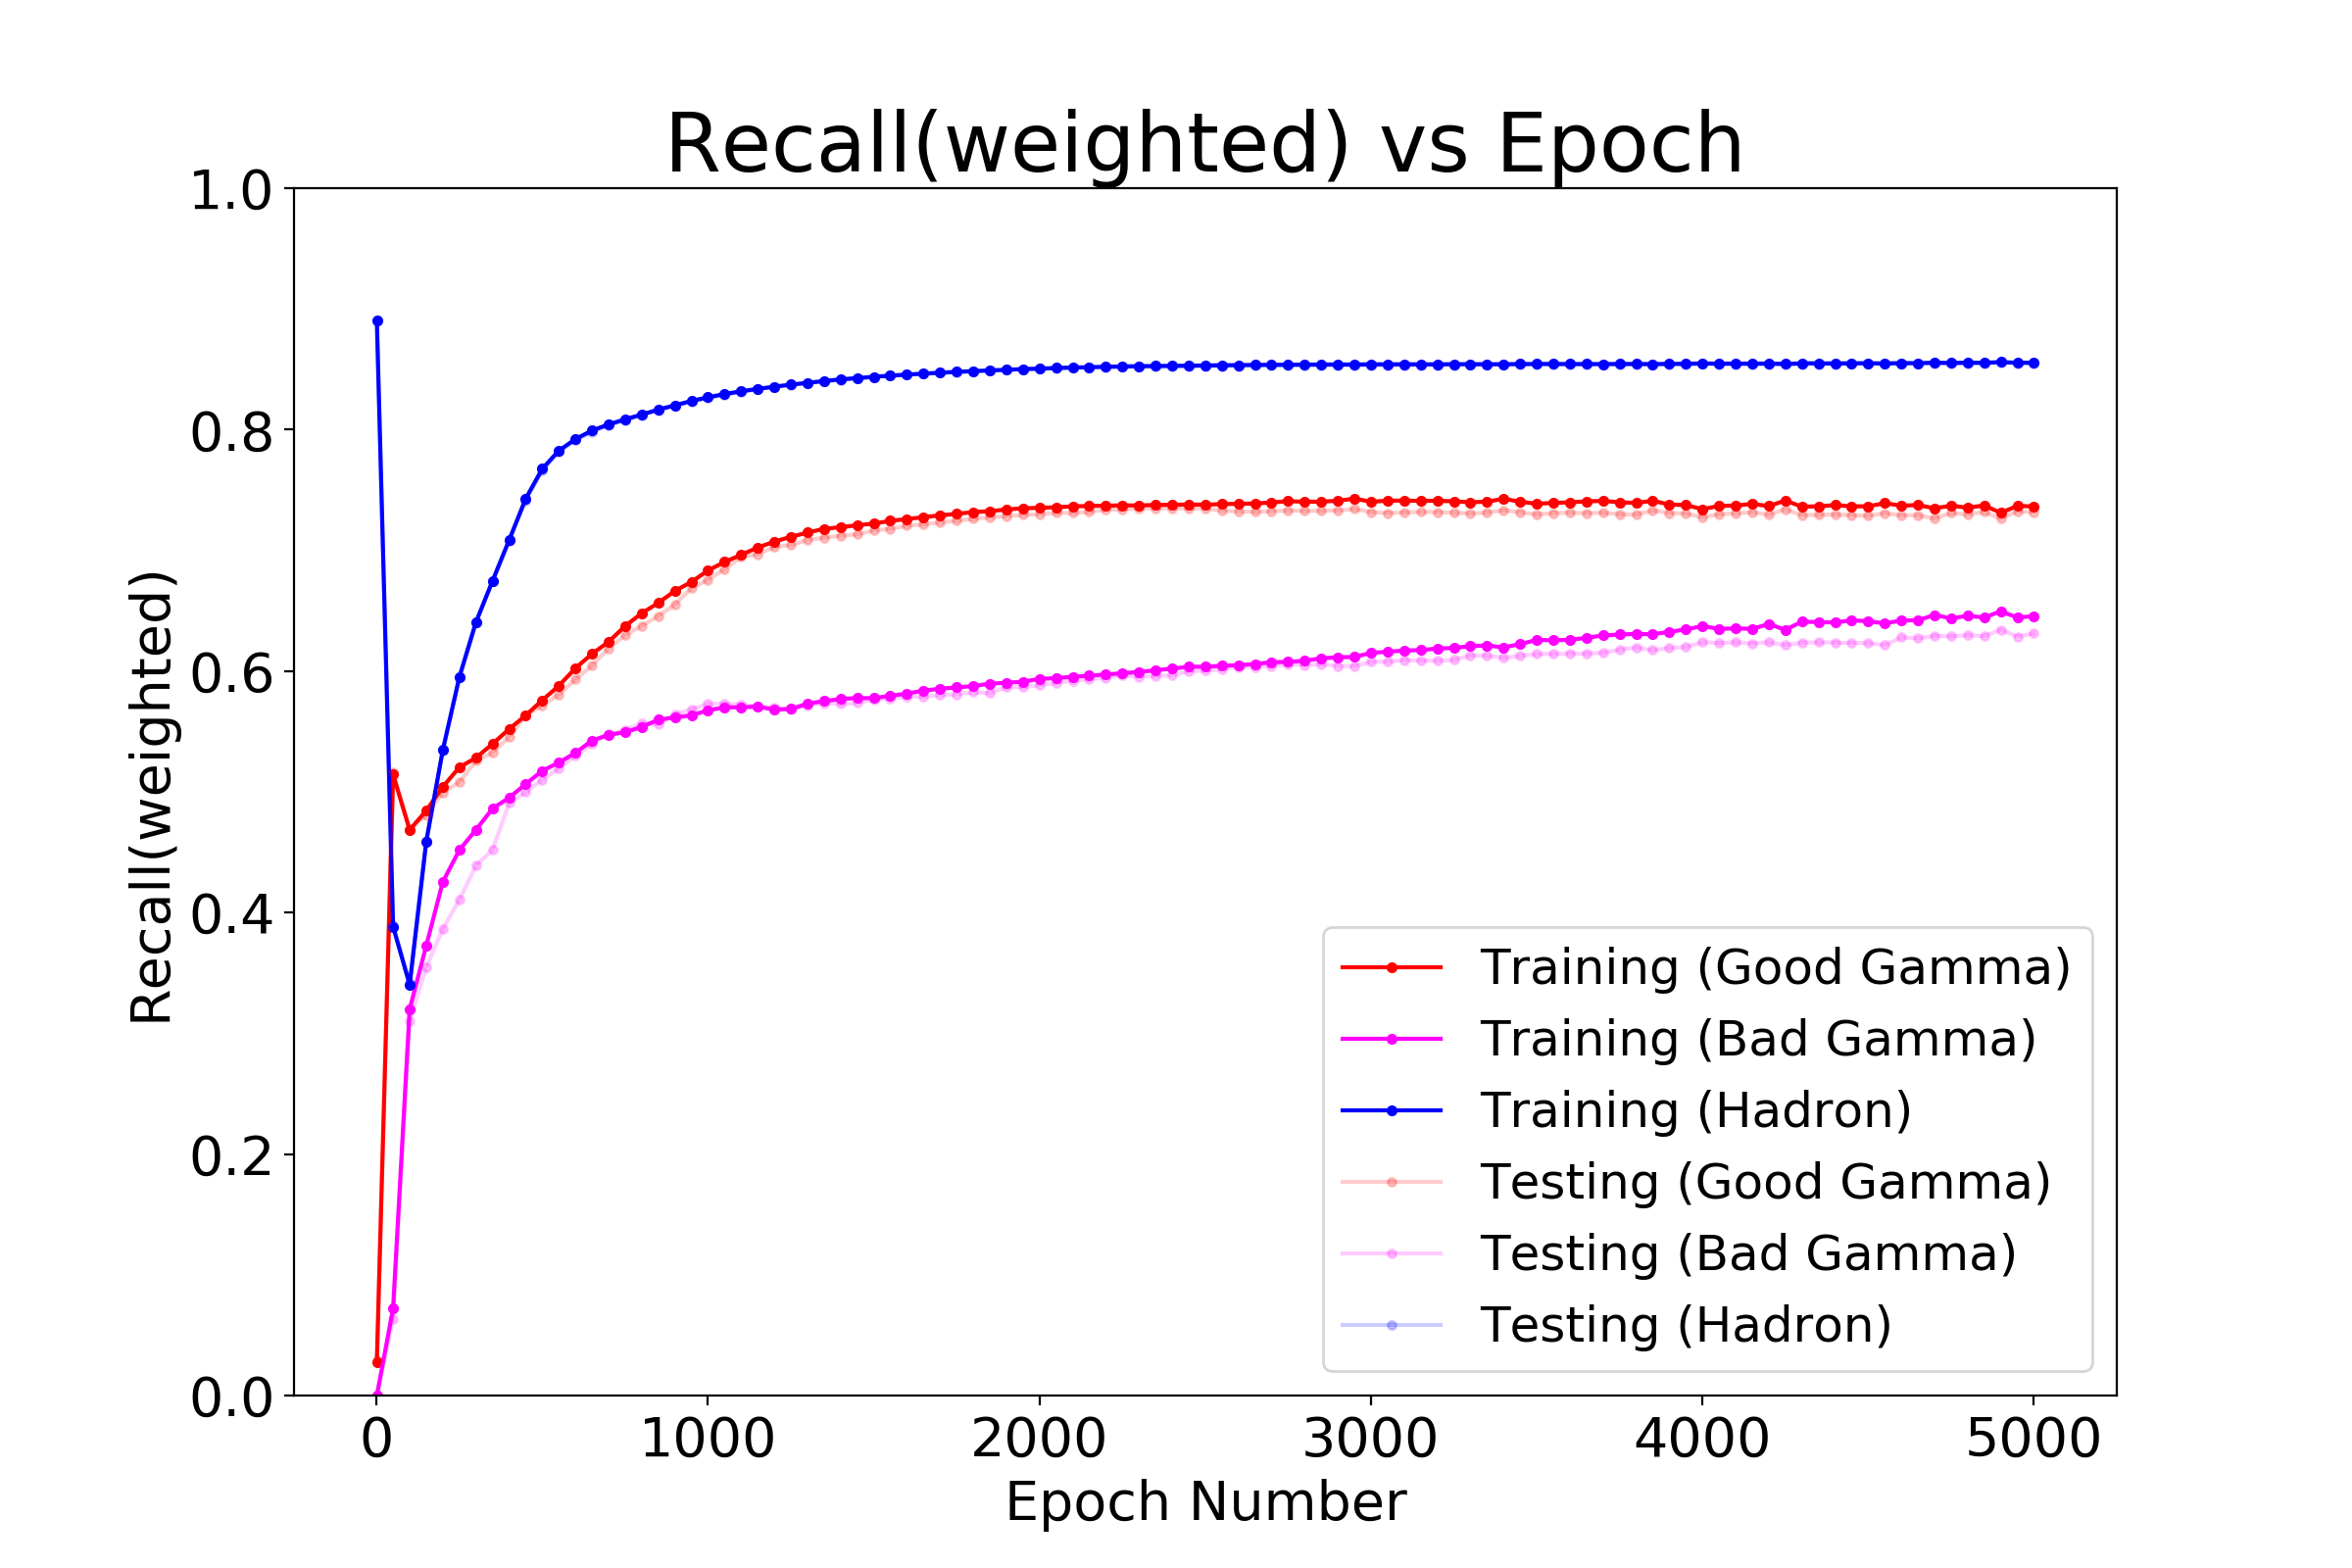 Recall(weighted) vs Epoch
1.0
0.8
0.6
0.4
0.2
0.0
Recall(weighted)
Training (Good Gamma)
Training (Bad Gamma)
Training (Hadron)
Testing (Good Gamma)
Testing (Bad Gamma)
Testing (Hadron)
0 1000 2000 3000 4000 5000
Epoch Number